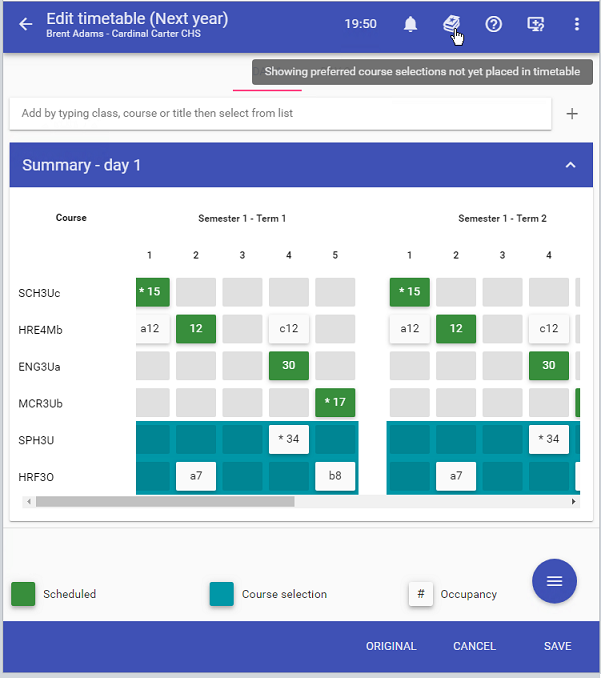 Edit timetable (Next year)
Brent Adams - Cardinal Carter CHS
19:50
Showing preferred course selections not yet placed in timetable
Add by typing class, course or title then select from list
Summary - day 1
Course Semester 1 - Term 1 Semester 1 - Term 2
1 2 3 4 5 1 2 3 4
SCH3Uc * 15 * 15
HRE4Mb a12 12 c12 a12 12 c12
ENG3Ua 30 30
MCR3Ub * 17
SPH3U * 34 * 34
HRF3O a7 b8 a7
Scheduled Course selection # Occupancy
ORIGINAL CANCEL SAVE